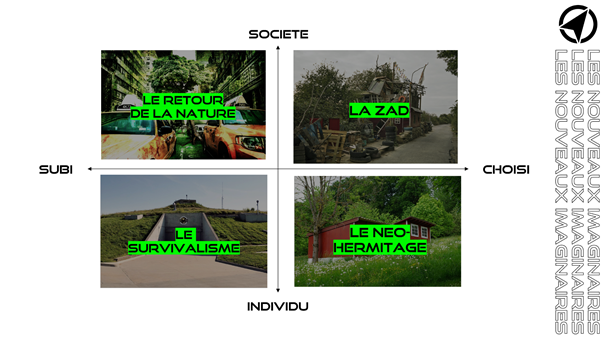 SOCIETE
LE RETOUR
DE LA NATURE
LA ZAD
SUBI
CHOISI
LE
SURVIVALISME
LE NEO-
HERMITAGE
INDIVIDU
LES NOUVEAUX IMAGINAIRES
LES NOUVEAUX IMAGINAIRES
LES NOUVEAUX IMAGINAIRES